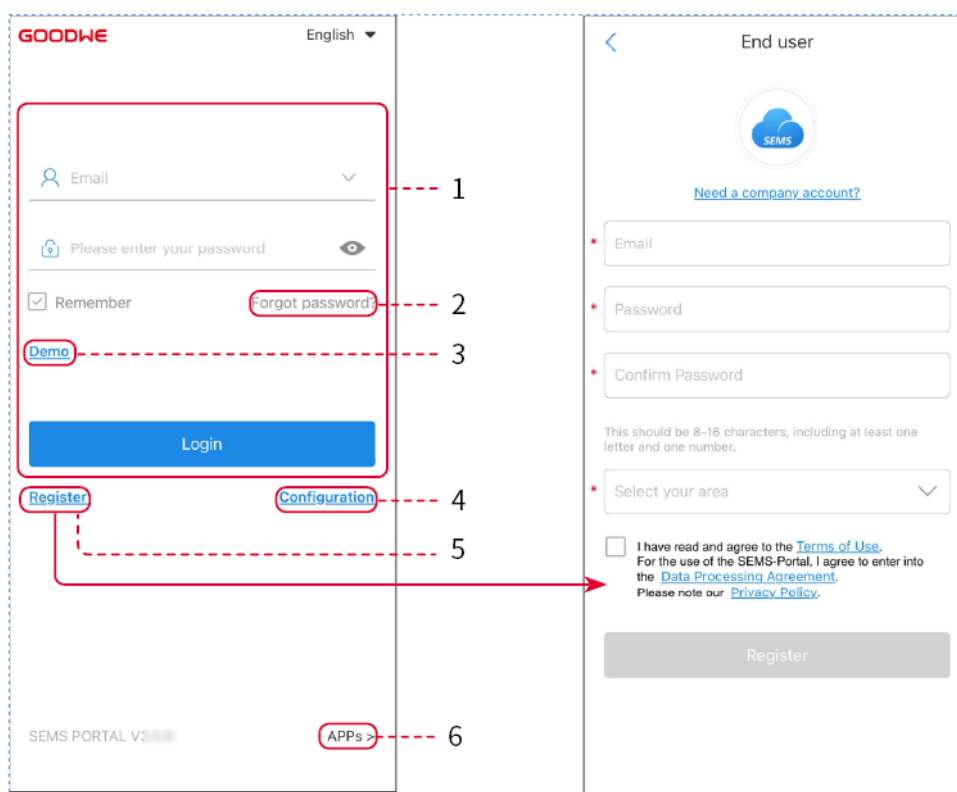 GOODWE
English
Email
1
Please enter your password
Remember
Forgot password?
2
Demo
3
Login
Register
Configuration
4
5
SEMS PORTAL
APPs >
6
End user
SEMS
Need a company account?
* Email
* Password
* Confirm Password
This should be 8-16 characters, including at least one
letter and one number.
* Select your area
I have read and agree to the Terms of Use.
For the use of the SEMS-Portal, I agree to enter into
the Data Processing Agreement.
Please note our Privacy Policy.
Register